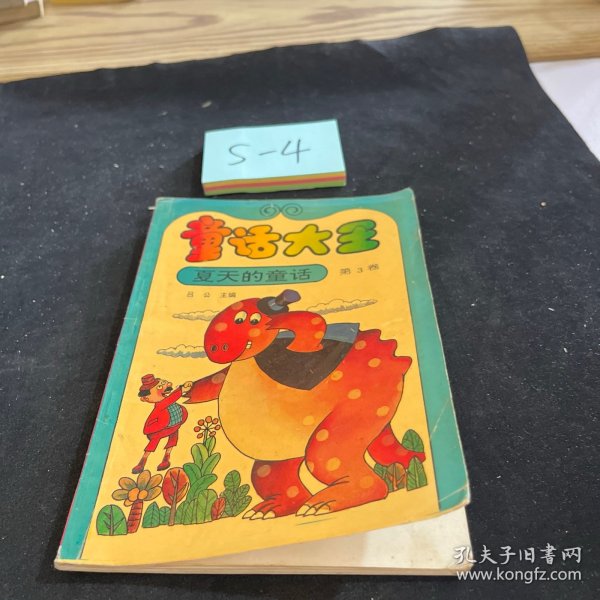 S-4
童话大王
夏天的童话
第3卷
吕公 主编
孔夫子旧书网
www.kongfz.com